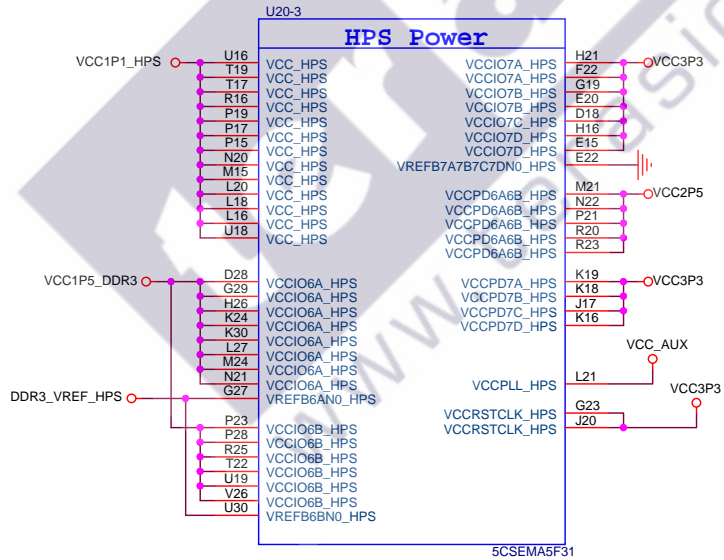 U20-3
HPS Power
VCC1P1_HPS
U16 VCC_HPS
T19 VCC_HPS
T17 VCC_HPS
R16 VCC_HPS
P19 VCC_HPS
P17 VCC_HPS
P15 VCC_HPS
N20 VCC_HPS
M15 VCC_HPS
L20 VCC_HPS
L18 VCC_HPS
L16 VCC_HPS
U18 VCC_HPS
VCC1P5_DDR3
D28 VCCIO6A_HPS
G29 VCCIO6A_HPS
H26 VCCIO6A_HPS
K24 VCCIO6A_HPS
K30 VCCIO6A_HPS
L27 VCCIO6A_HPS
M24 VCCIO6A_HPS
N21 VCCIO6A_HPS
DDR3_VREF_HPS
G27 VREFB6AN0_HPS
P23 VCCIO6B_HPS
P28 VCCIO6B_HPS
R25 VCCIO6B_HPS
T22 VCCIO6B_HPS
U19 VCCIO6B_HPS
V26 VCCIO6B_HPS
U30 VREFB6BN0_HPS
VCCIO7A_HPS H21 VCC3P3
VCCIO7A_HPS F22
VCCIO7B_HPS G19
VCCIO7B_HPS E20
VCCIO7C_HPS D18
VCCIO7D_HPS H16
VCCIO7D_HPS E15
VREFB7A7B7C7DN0_HPS E22
VCCPD6A6B_HPS M21 VCC2P5
VCCPD6A6B_HPS N22
VCCPD6A6B_HPS P21
VCCPD6A6B_HPS R20
VCCPD6A6B_HPS R23
VCCPD7A_HPS K19 VCC3P3
VCCPD7B_HPS K18
VCCPD7C_HPS J17
VCCPD7D_HPS K16
VCC_AUX
VCCPLL_HPS L21
VCC3P3
VCCRSTCLK_HPS G23
VCCRSTCLK_HPS J20
5CSEMA5F31
www.terasic